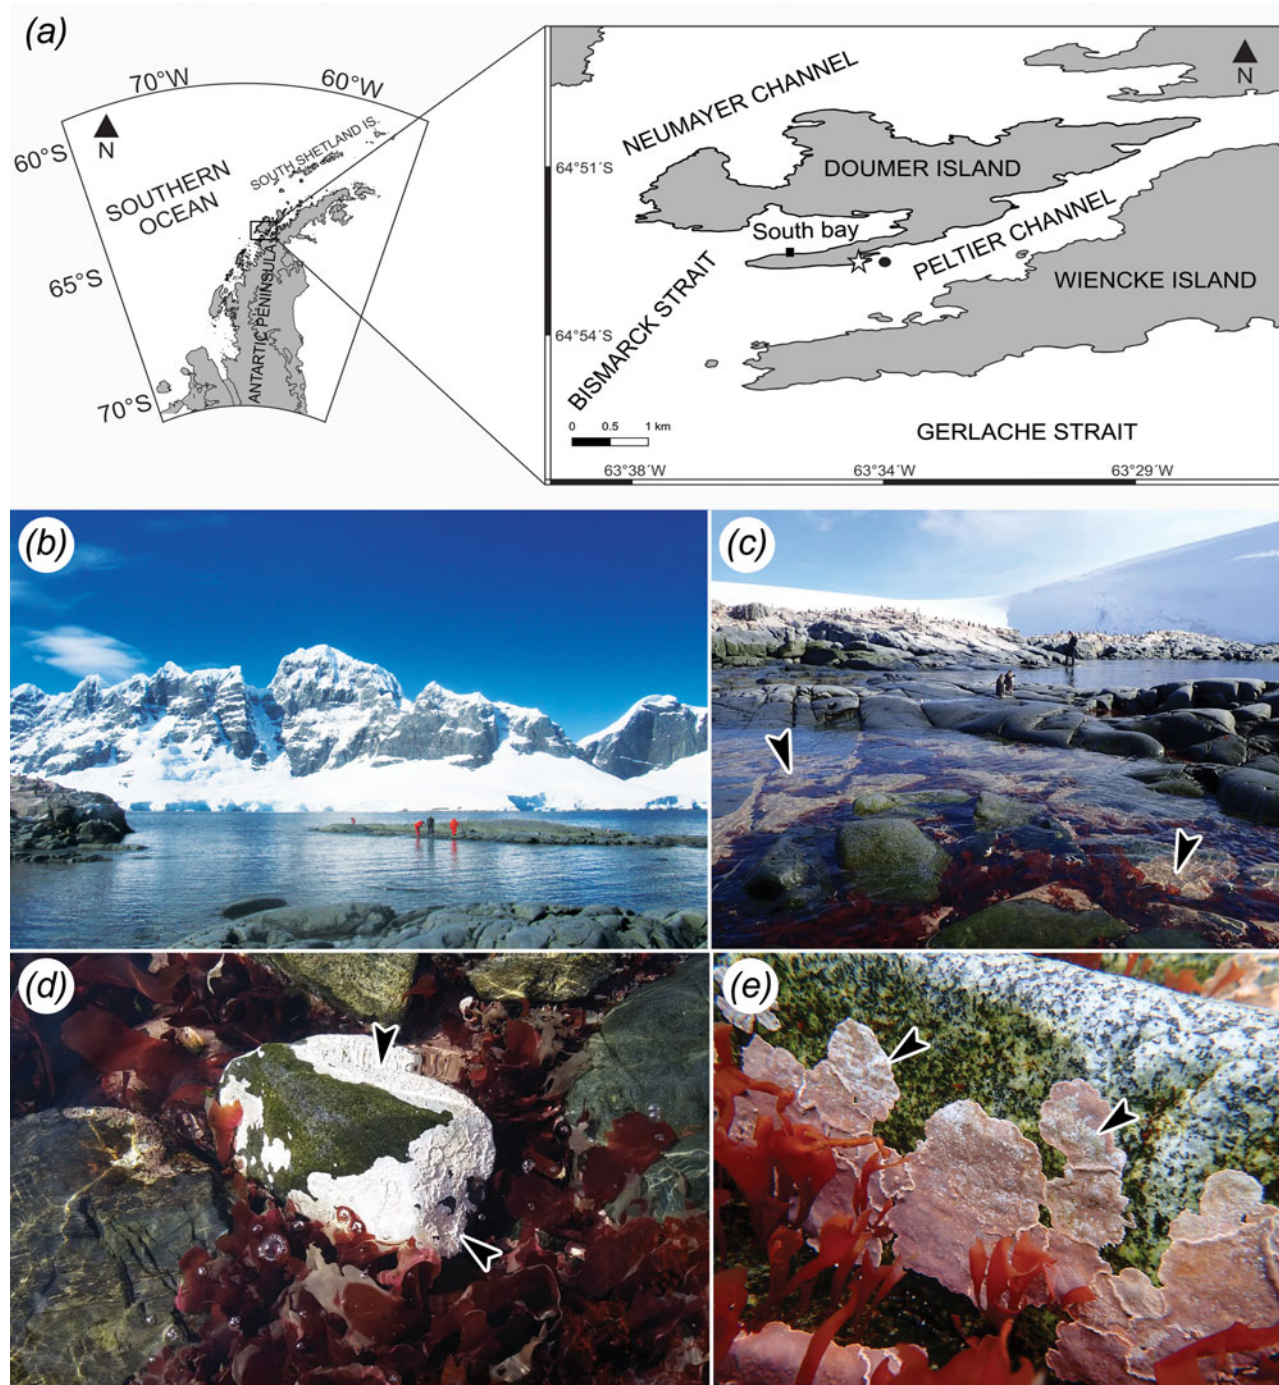 (a)
70°W
60°W
60°S
N
SOUTHERN
OCEAN
SOUTH SHETLAND IS.
65°S
ANTARTIC PENINSULA
70°S
N
NEUMAYER CHANNEL
64°51´S
DOUMER ISLAND
South bay
PELTIER CHANNEL
WIENCKE ISLAND
64°54´S
BISMARCK STRAIT
0 0.5 1 km
GERLACHE STRAIT
63°38´W
63°34´W
63°29´W
(b)
(c)
(d)
(e)